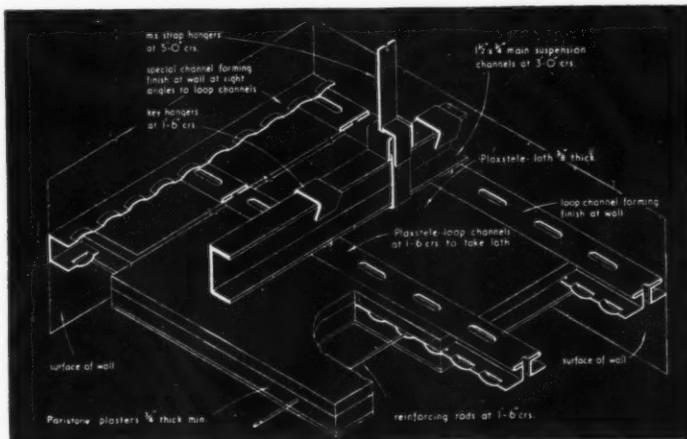 ms strap hangers
at 5-0" crs.
special channel forming
finish at wall at right
angles to loop channels
key hangers
at 1-6" crs.
1½" x ¾" main suspension
channels at 3-0" crs.
Plaxstele-lath ⅜" thick
loop channel forming
finish at wall
Plaxstele-loop channels
at 1-6" crs. to take lath
surface of wall
surface of wall
Paristone plasters thick min.
reinforcing rods at 1-6" crs.